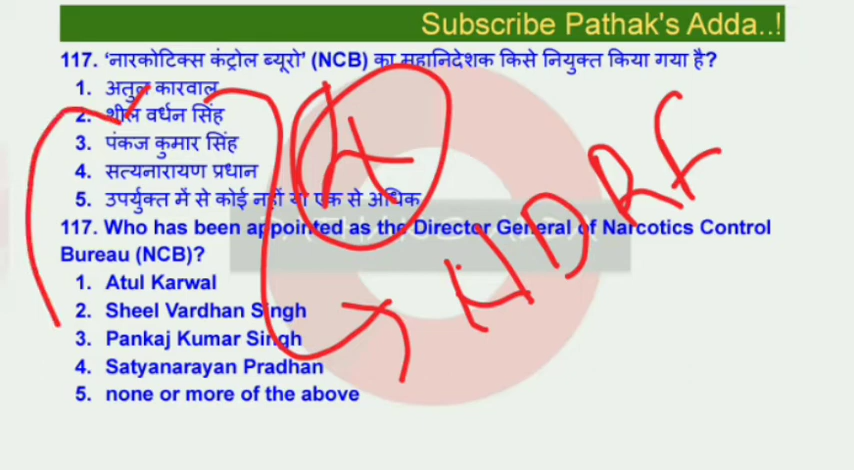 Subscribe Pathak's Adda..!
117. ‘नारकोटिक्स कंट्रोल ब्यूरो’ (NCB) का महानिदेशक किसे नियुक्त किया गया है?
1. अतुल कारवाल
2. शील वर्धन सिंह
3. पंकज कुमार सिंह
4. सत्यनारायण प्रधान
5. उपर्युक्त में से कोई नहीं या एक से अधिक
117. Who has been appointed as the Director General of Narcotics Control
Bureau (NCB)?
1. Atul Karwal
2. Sheel Vardhan Singh
3. Pankaj Kumar Singh
4. Satyanarayan Pradhan
5. none or more of the above
NDRF